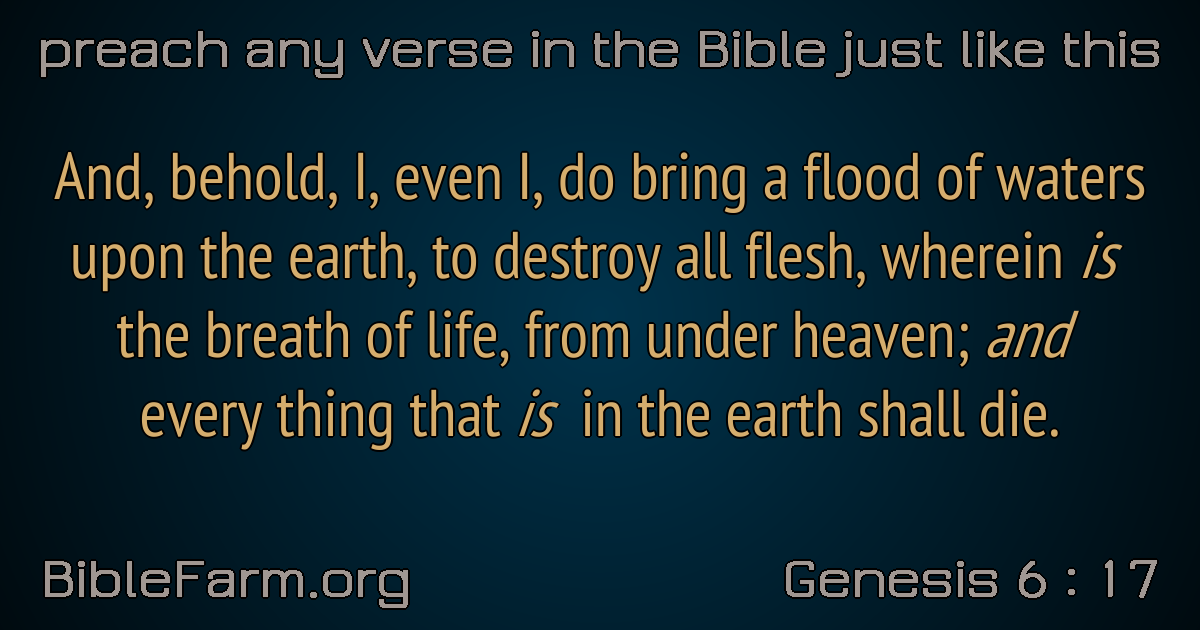 preach any verse in the Bible just like this
And, behold, I, even I, do bring a flood of waters
upon the earth, to destroy all flesh, wherein is
the breath of life, from under heaven; and
every thing that is in the earth shall die.
BibleFarm.org
Genesis 6 : 17